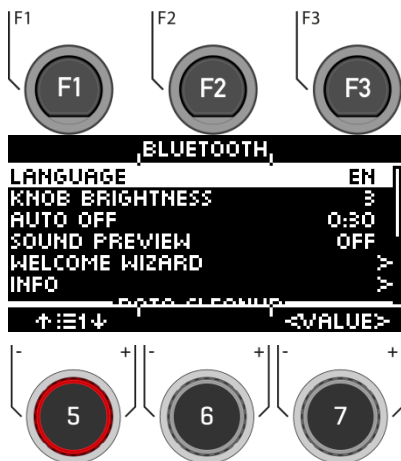 F1 F2 F3
F1 F2 F3
BLUETOOTH
LANGUAGE EN
KNOB BRIGHTNESS 3
AUTO OFF 0:30
SOUND PREVIEW OFF
WELCOME WIZARD >
INFO >
↑☰1↓ <VALUE>
- + - + - +
5 6 7